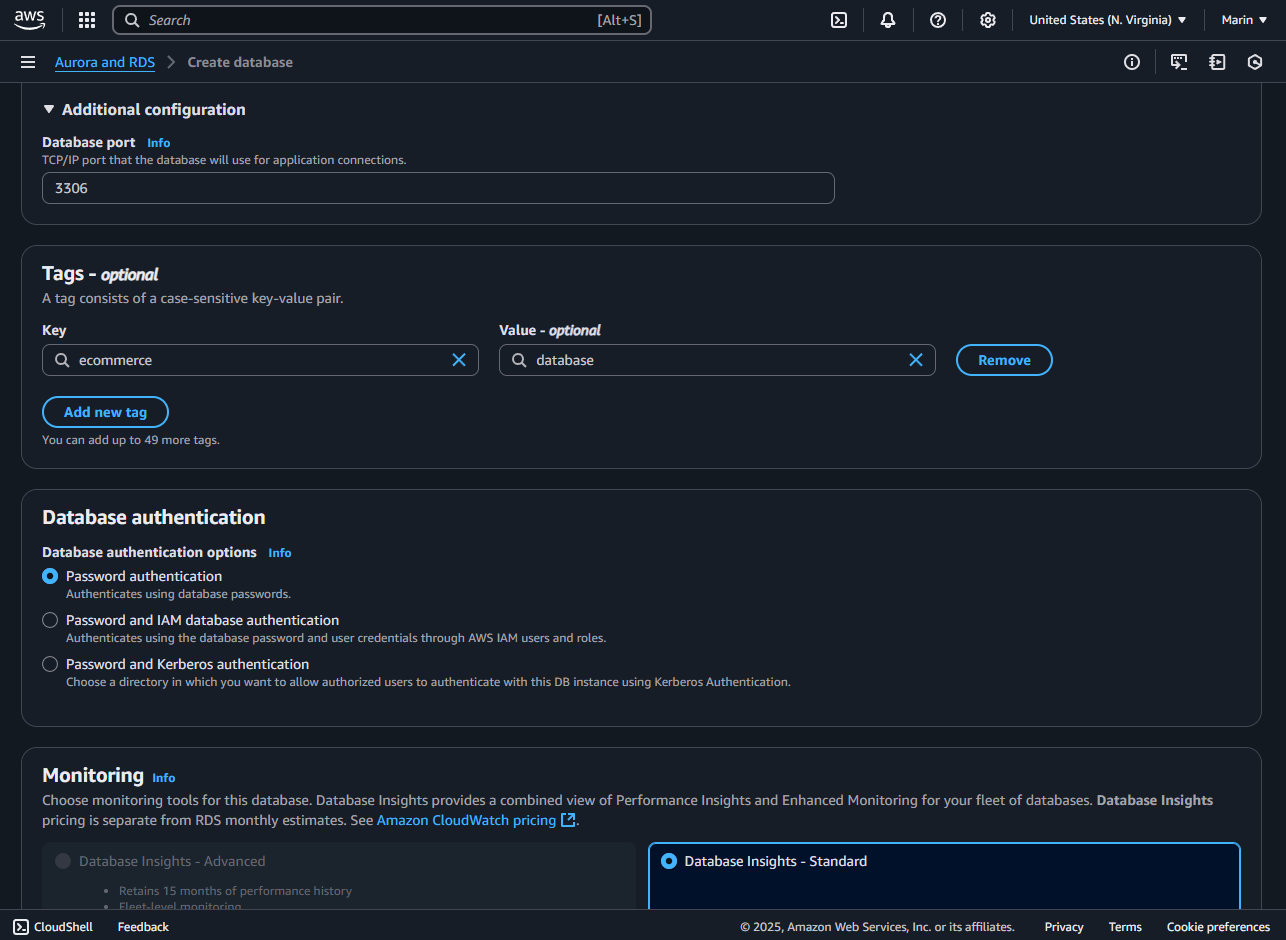 aws
Search [Alt+S] United States (N. Virginia) Marin
Aurora and RDS > Create database
Additional configuration
Database port Info
TCP/IP port that the database will use for application connections.
3306
Tags - optional
A tag consists of a case-sensitive key-value pair.
Key Value - optional
ecommerce database Remove
Add new tag
You can add up to 49 more tags.
Database authentication
Database authentication options Info
Password authentication
Authenticates using database passwords.
Password and IAM database authentication
Authenticates using the database password and user credentials through AWS IAM users and roles.
Password and Kerberos authentication
Choose a directory in which you want to allow authorized users to authenticate with this DB instance using Kerberos Authentication.
Monitoring Info
Choose monitoring tools for this database. Database Insights provides a combined view of Performance Insights and Enhanced Monitoring for your fleet of databases. Database Insights
pricing is separate from RDS monthly estimates. See Amazon CloudWatch pricing.
Database Insights - Advanced Database Insights - Standard
• Retains 15 months of performance history
• Fleet-level monitoring
CloudShell Feedback © 2025, Amazon Web Services, Inc. or its affiliates. Privacy Terms Cookie preferences